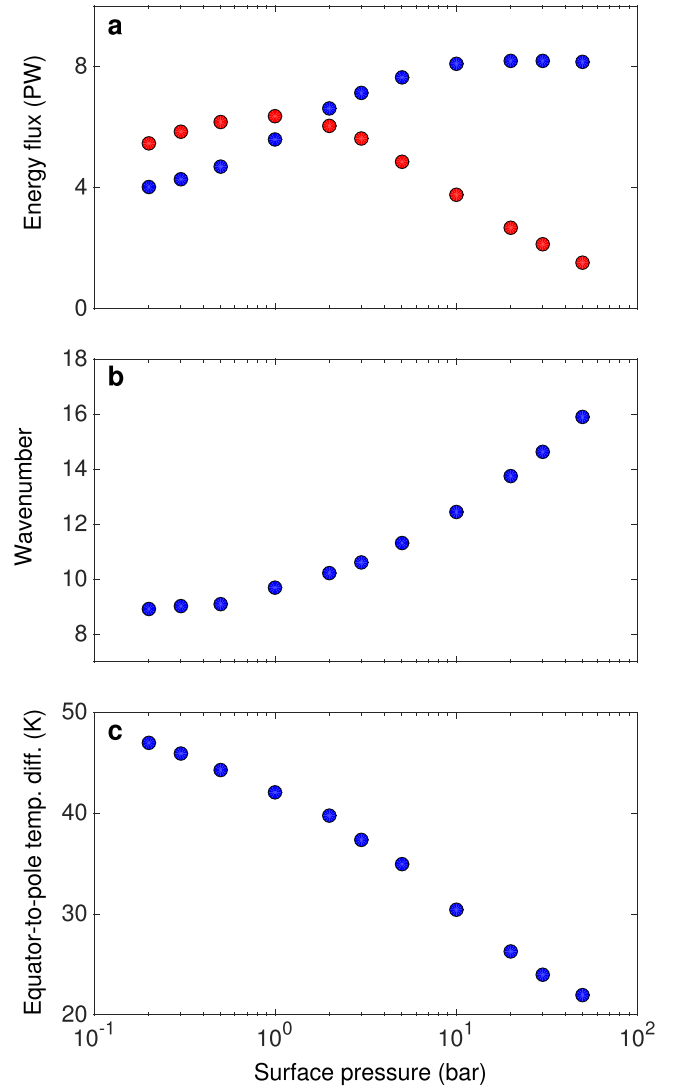 a
Energy flux (PW)
8
4
0
b
Wavenumber
18
16
14
12
10
8
c
Equator-to-pole temp. diff. (K)
50
40
30
20
10^-1 10^0 10^1 10^2
Surface pressure (bar)